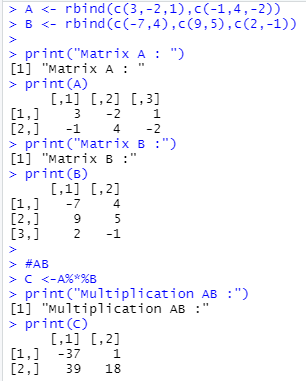 > A <- rbind(c(3,-2,1),c(-1,4,-2))
> B <- rbind(c(-7,4),c(9,5),c(2,-1))
>
> print("Matrix A : ")
[1] "Matrix A : "
> print(A)
     [,1] [,2] [,3]
[1,]    3   -2    1
[2,]   -1    4   -2
> print("Matrix B :")
[1] "Matrix B :"
> print(B)
     [,1] [,2]
[1,]   -7    4
[2,]    9    5
[3,]    2   -1
>
> #AB
> C <-A%*%B
> print("Multiplication AB :")
[1] "Multiplication AB :"
> print(C)
     [,1] [,2]
[1,]  -37    1
[2,]   39   18